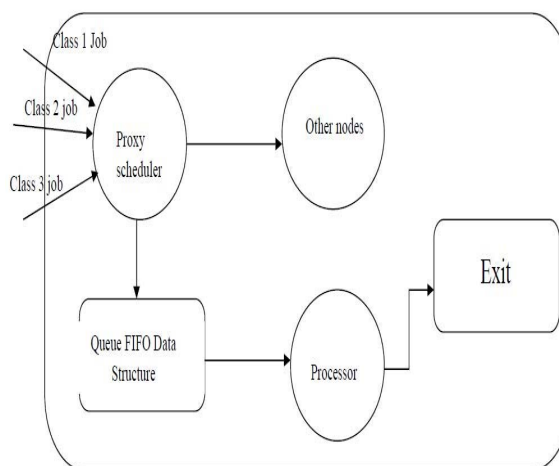 Class 1 Job
Class 2 job
Class 3 job
Proxy
scheduler
Other nodes
Exit
Queue FIFO Data
Structure
Processor